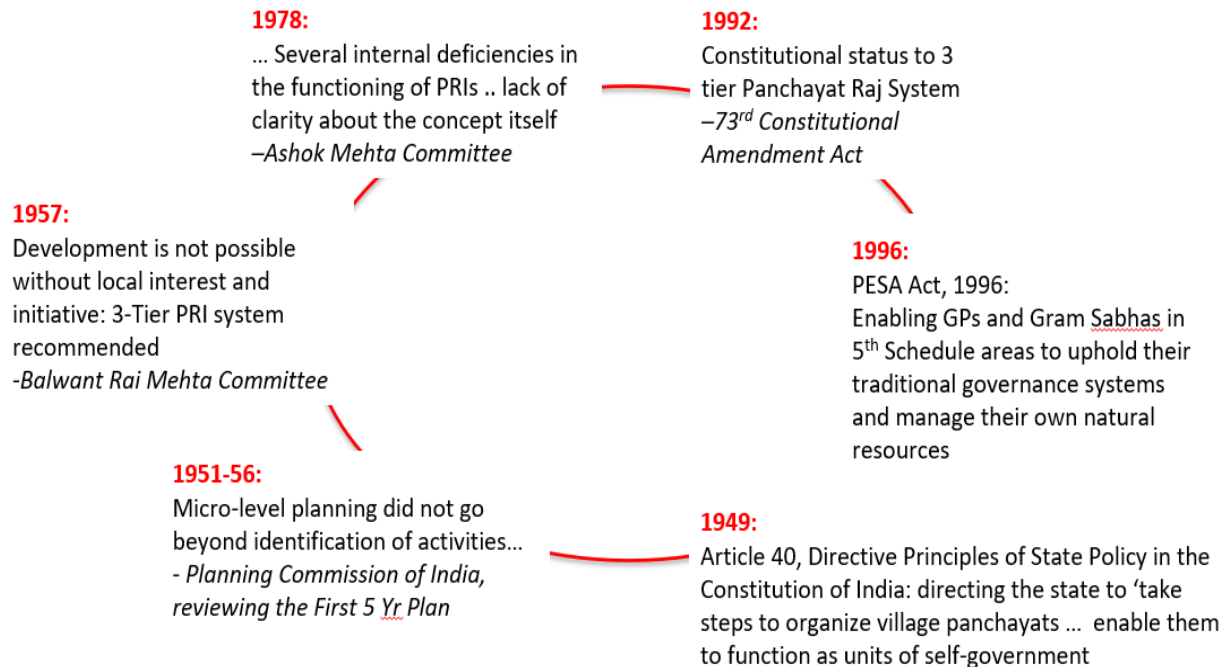 1978:
... Several internal deficiencies in
the functioning of PRIs .. lack of
clarity about the concept itself
–Ashok Mehta Committee
1992:
Constitutional status to 3
tier Panchayat Raj System
–73rd Constitutional
Amendment Act
1957:
Development is not possible
without local interest and
initiative: 3-Tier PRI system
recommended
-Balwant Rai Mehta Committee
1996:
PESA Act, 1996:
Enabling GPs and Gram Sabhas in
5th Schedule areas to uphold their
traditional governance systems
and manage their own natural
resources
1951-56:
Micro-level planning did not go
beyond identification of activities...
- Planning Commission of India,
reviewing the First 5 Yr Plan
1949:
Article 40, Directive Principles of State Policy in the
Constitution of India: directing the state to ‘take
steps to organize village panchayats ... enable them
to function as units of self-government